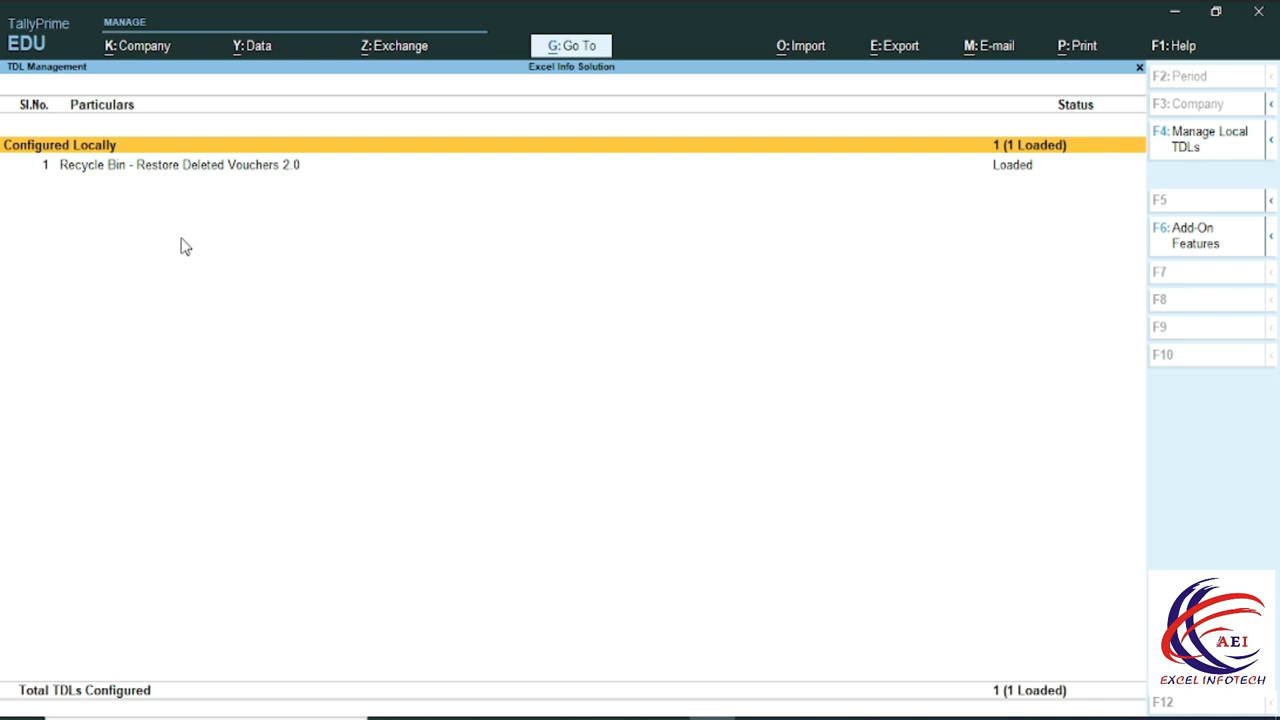 TallyPrime
EDU
MANAGE
K: Company
Y: Data
Z: Exchange
G: Go To
O: Import
E: Export
M: E-mail
P: Print
F1: Help
TDL Management
Excel Info Solution
x
Sl.No. Particulars Status
Configured Locally 1 (1 Loaded)
1 Recycle Bin - Restore Deleted Vouchers 2.0 Loaded
Total TDLs Configured 1 (1 Loaded)
F2: Period
F3: Company
F4: Manage Local
TDLs
F5
F6: Add-On
Features
F7
F8
F9
F10
AEI
EXCEL INFOTECH
F12